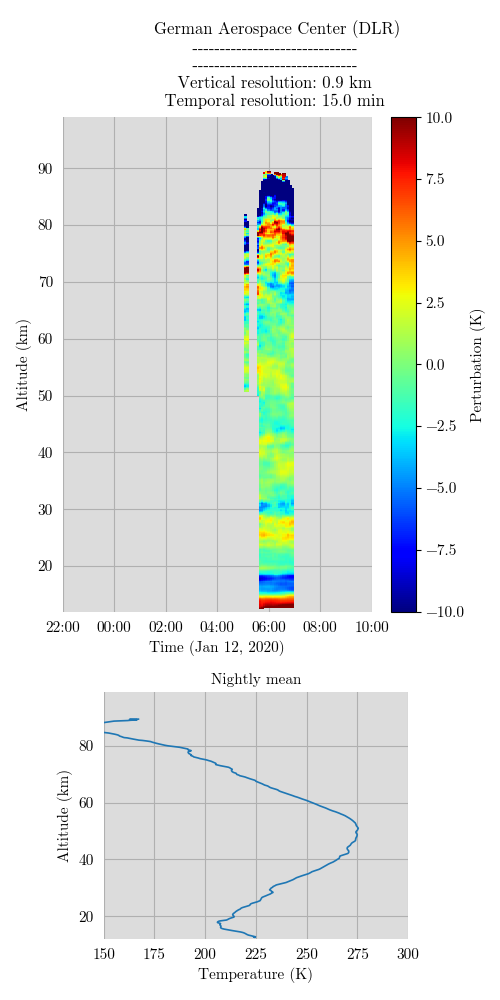 German Aerospace Center (DLR)
------------------------------
------------------------------
Vertical resolution: 0.9 km
Temporal resolution: 15.0 min
90
80
70
60
50
40
30
20
Altitude (km)
22:00 00:00 02:00 04:00 06:00 08:00 10:00
Time (Jan 12, 2020)
10.0
7.5
5.0
2.5
0.0
−2.5
−5.0
−7.5
−10.0
Perturbation (K)
Nightly mean
80
60
40
20
Altitude (km)
150 175 200 225 250 275 300
Temperature (K)